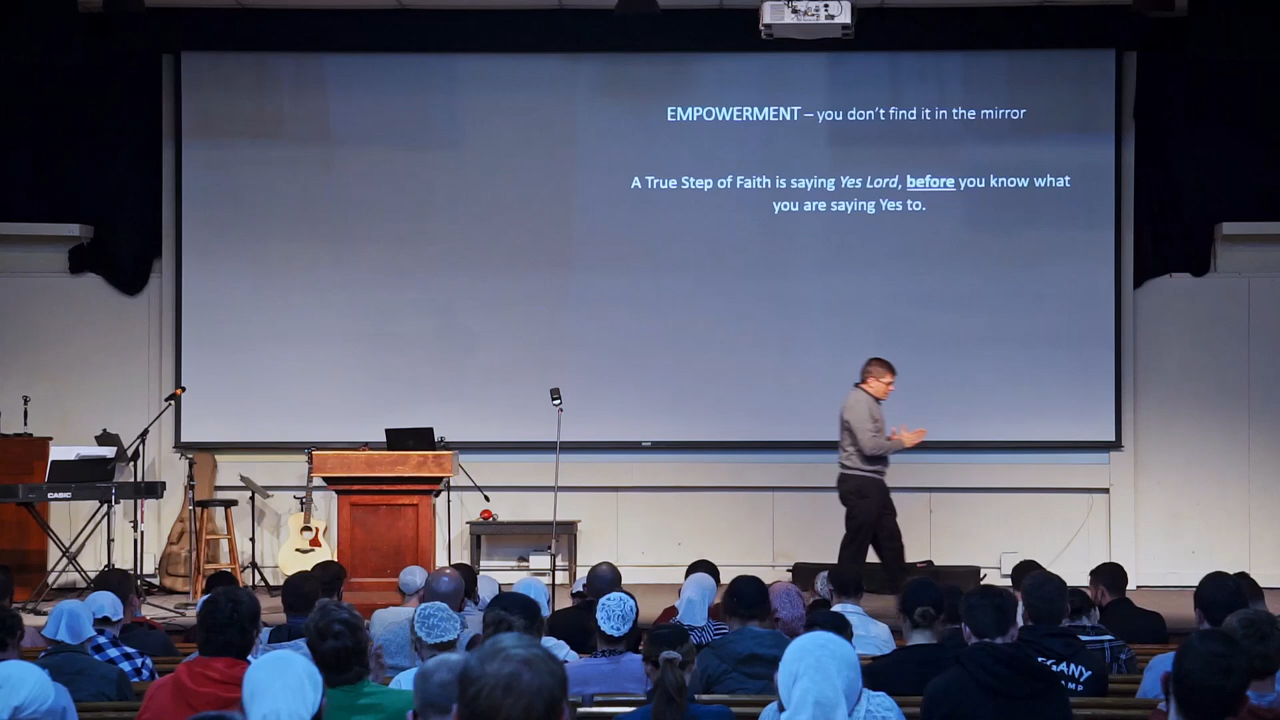 EMPOWERMENT – you don't find it in the mirror
A True Step of Faith is saying Yes Lord, before you know what
you are saying Yes to.
CASIO
EGANY
AMP